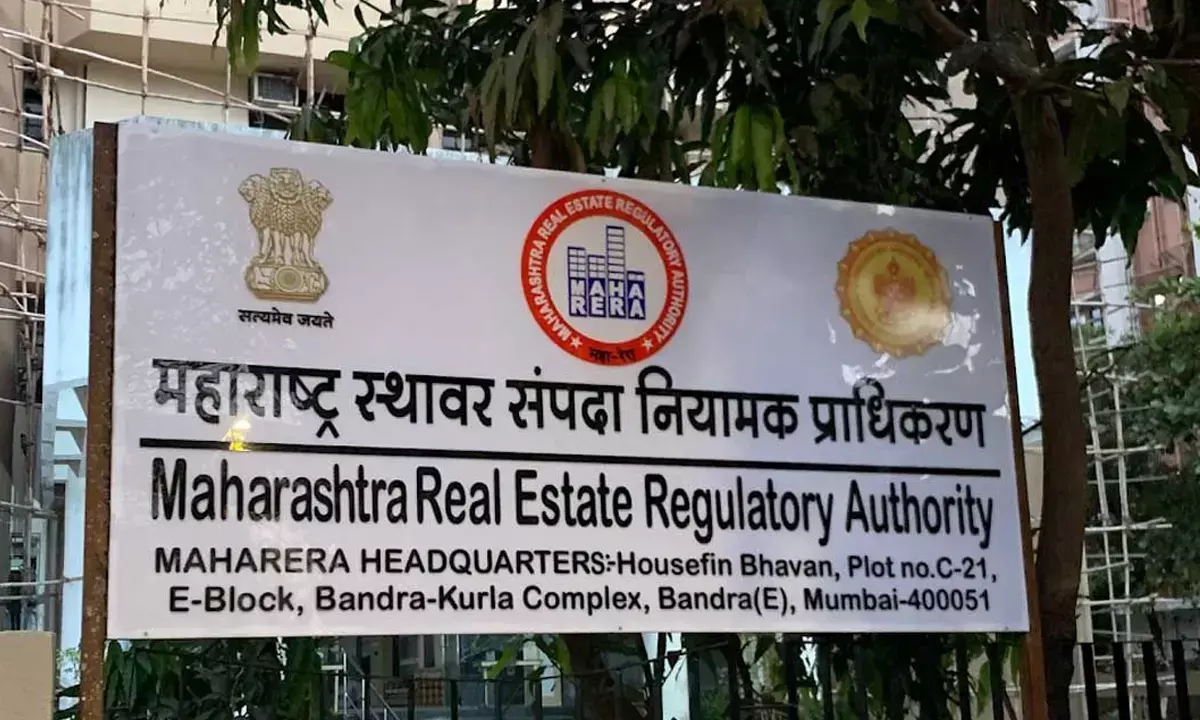 सत्यमेव जयते
MAHARASHTRA REAL ESTATE REGULATORY AUTHORITY
MAHA
RERA
महा-रेरा
महाराष्ट्र स्थावर संपदा नियामक प्राधिकरण
Maharashtra Real Estate Regulatory Authority
MAHARERA HEADQUARTERS:-Housefin Bhavan, Plot no.C-21,
E-Block, Bandra-Kurla Complex, Bandra(E), Mumbai-400051